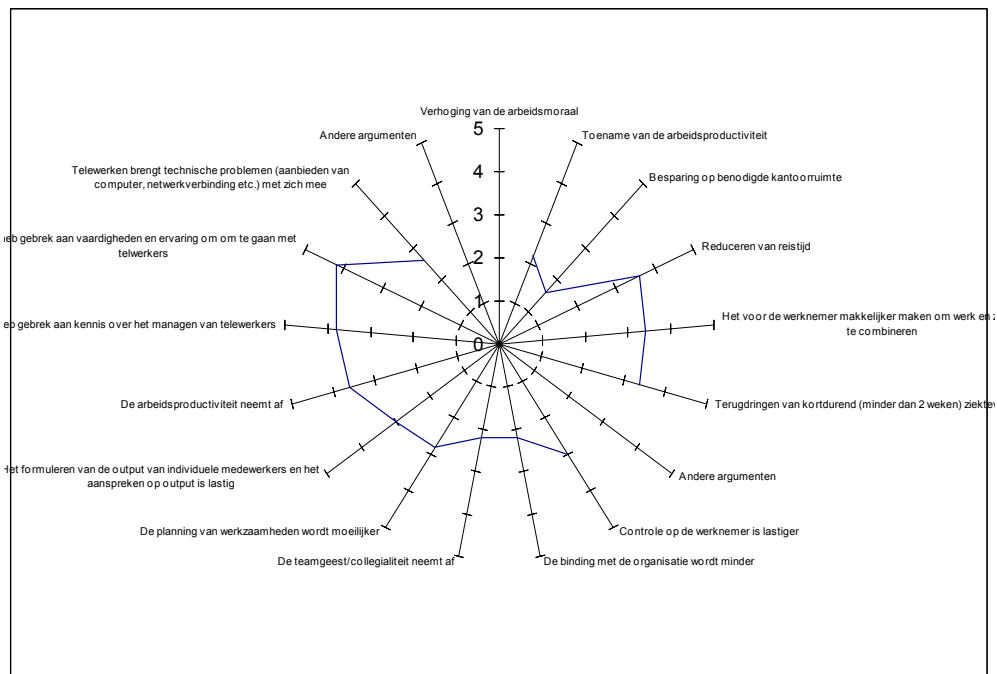 Verhoging van de arbeidsmoraal
Toename van de arbeidsproductiviteit
Besparing op benodigde kantoorruimte
Reduceren van reistijd
Het voor de werknemer makkelijker maken om werk en
te combineren
Terugdringen van kortdurend (minder dan 2 weken)
Andere argumenten
Controle op de werknemer is lastiger
De binding met de organisatie wordt minder
De teamgeest/collegialiteit neemt af
De planning van werkzaamheden wordt moeilijker
Het formuleren van de output van individuele medewerkers en het
aanspreken op output is lastig
De arbeidsproductiviteit neemt af
gebrek aan kennis over het managen van telewerkers
gebrek aan vaardigheden en ervaring om om te gaan met
telwerkers
Telewerken brengt technische problemen (aanbieden van
computer, netwerkverbinding etc.) met zich mee
Andere argumenten
5
4
3
2
1
0